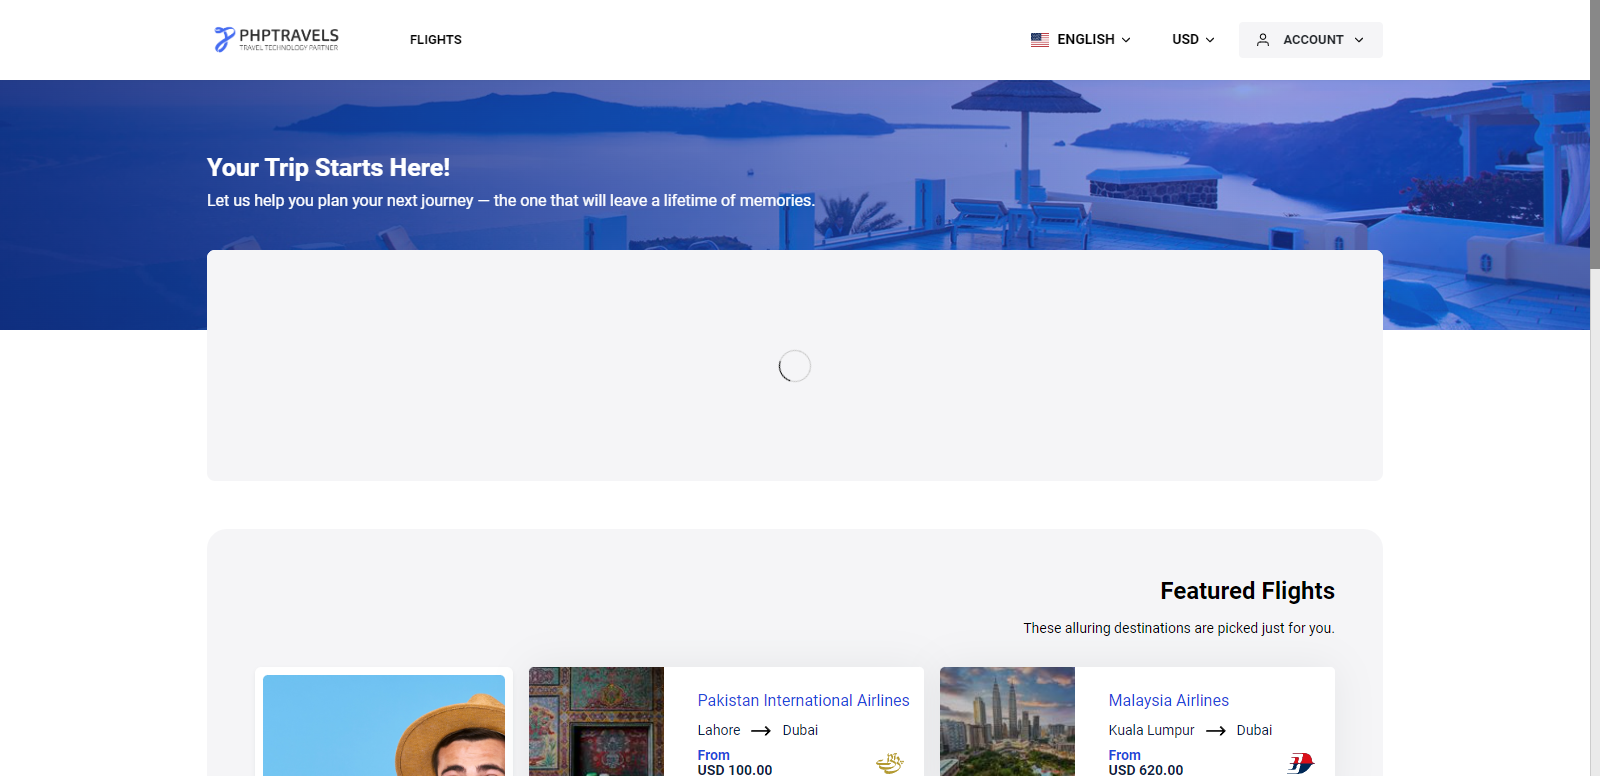 PHPTRAVELS
TRAVEL TECHNOLOGY PARTNER
FLIGHTS
ENGLISH
USD
ACCOUNT
Your Trip Starts Here!
Let us help you plan your next journey — the one that will leave a lifetime of memories.
Featured Flights
These alluring destinations are picked just for you.
Pakistan International Airlines
Lahore
Dubai
From
USD 100.00
Malaysia Airlines
Kuala Lumpur
Dubai
From
USD 620.00